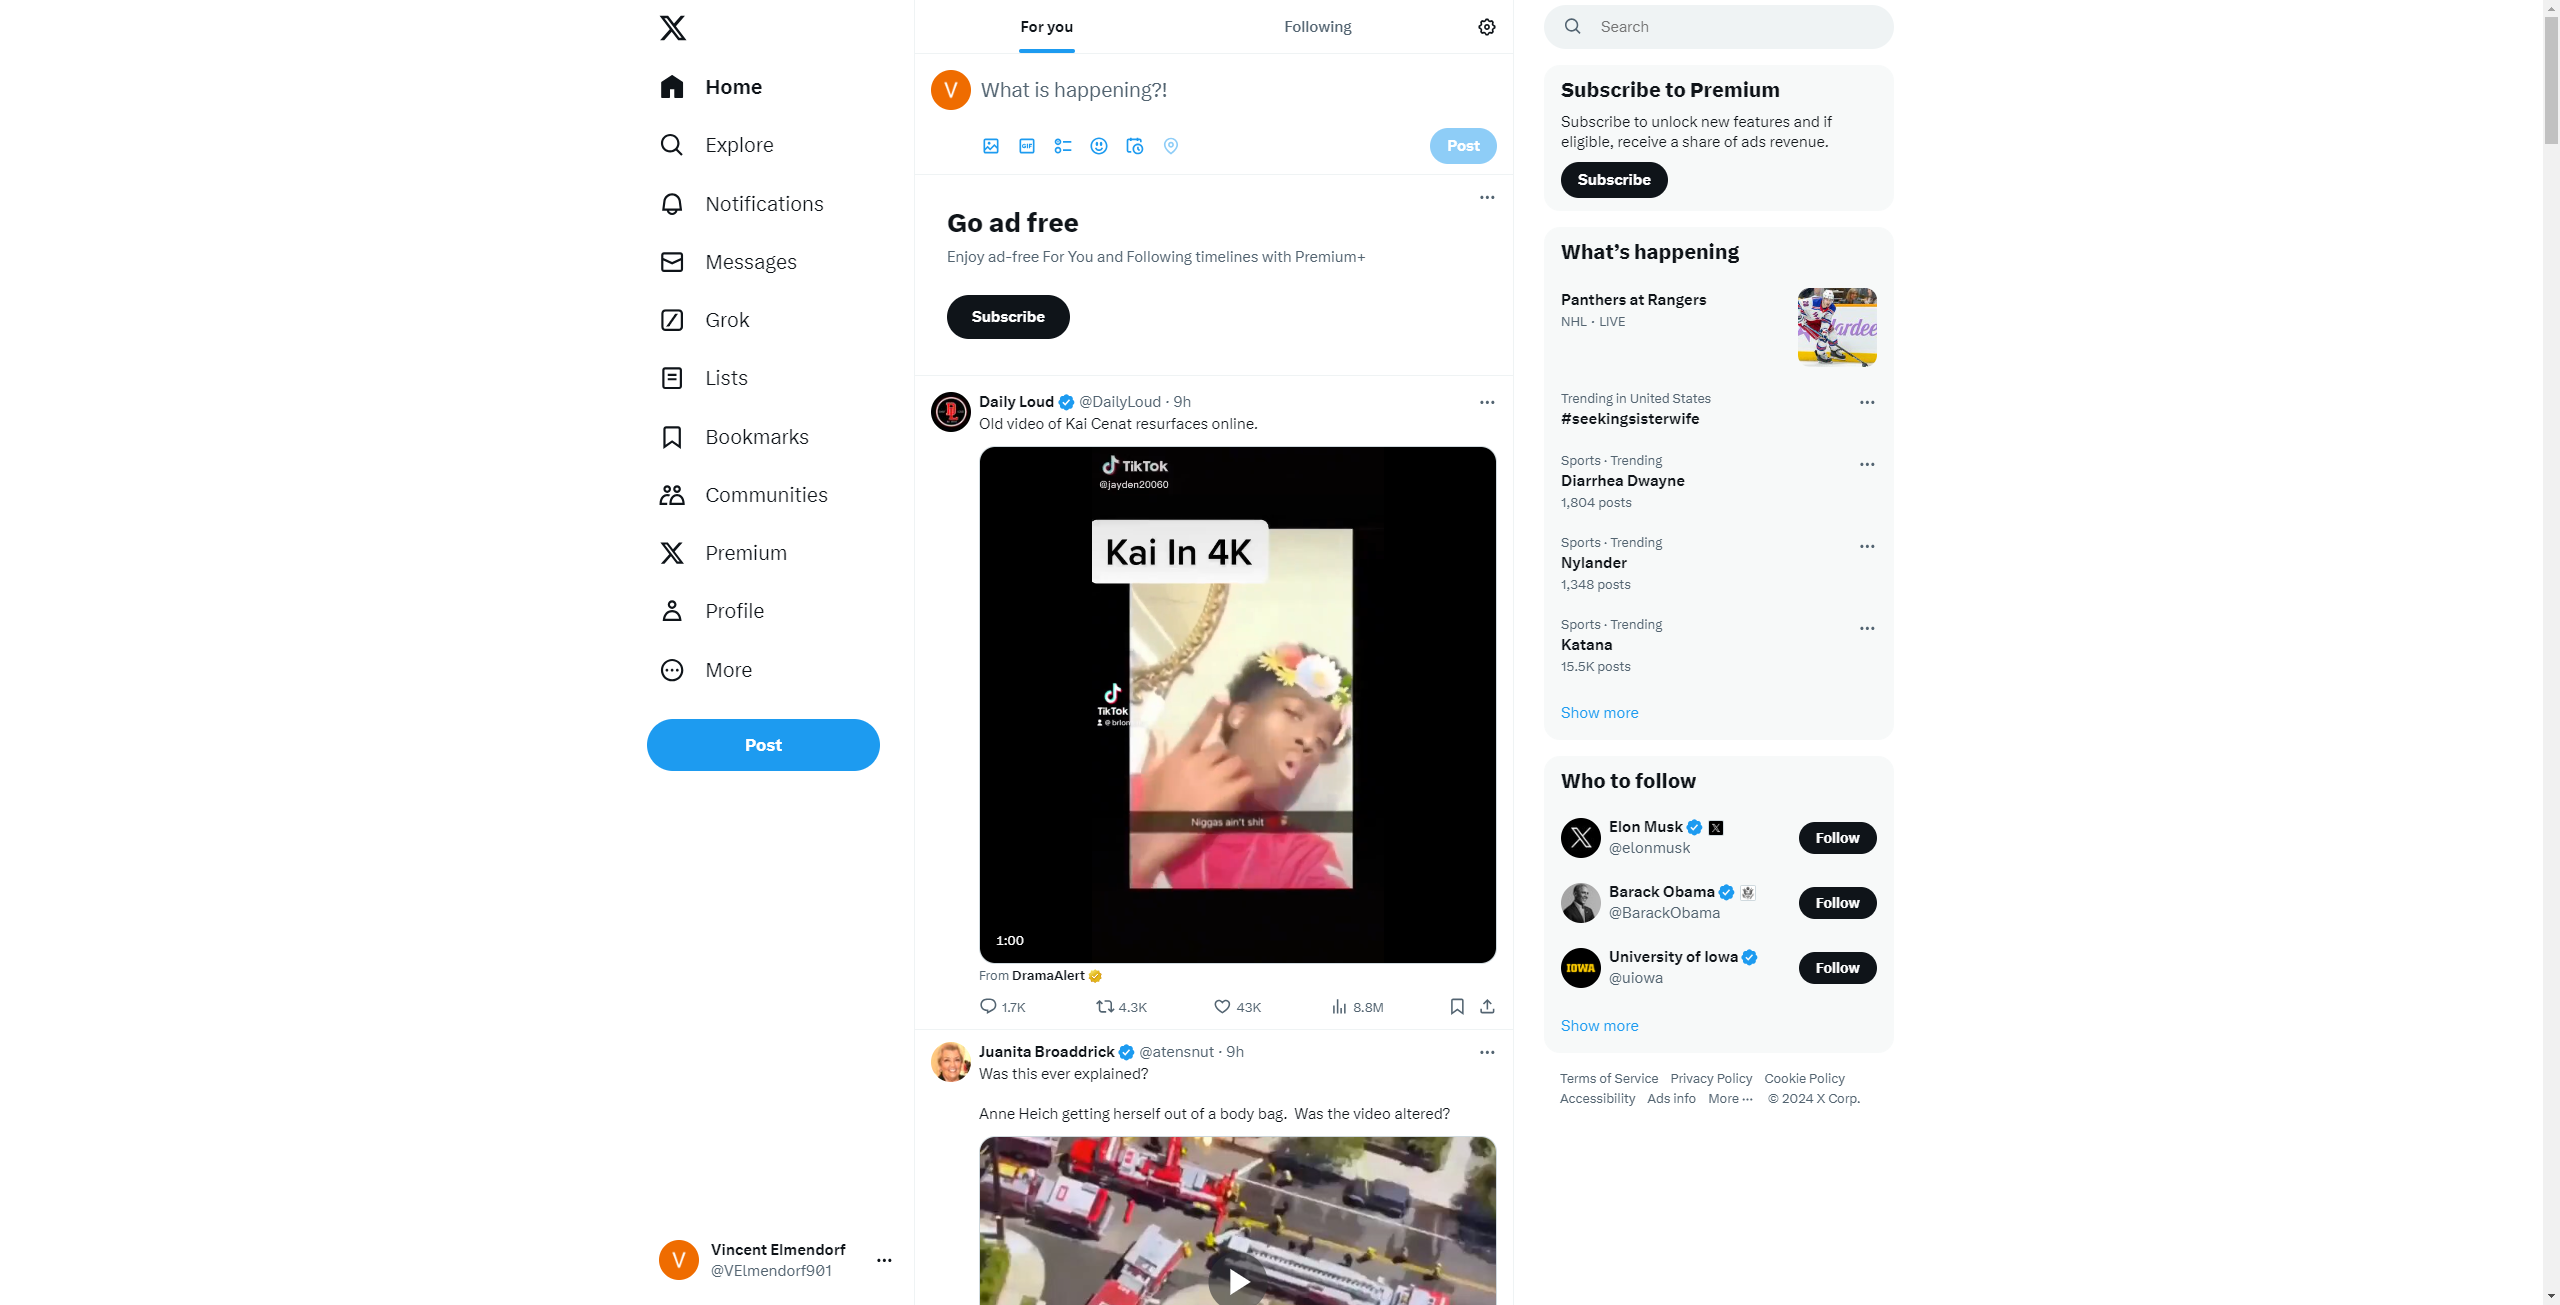 Home
Explore
Notifications
Messages
Grok
Lists
Bookmarks
Communities
Premium
Profile
More
Post
Vincent Elmendorf
@VElmendorf901
For you
Following
V
What is happening?!
GIF
Post
Go ad free
Enjoy ad-free For You and Following timelines with Premium+
Subscribe
Daily Loud @DailyLoud · 9h
Old video of Kai Cenat resurfaces online.
TikTok
@jayden20060
Kai In 4K
TikTok
Niggas ain't shit
1:00
From DramaAlert
1.7K 4.3K 43K 8.8M
Juanita Broaddrick @atensnut · 9h
Was this ever explained?
Anne Heich getting herself out of a body bag.  Was the video altered?
Search
Subscribe to Premium
Subscribe to unlock new features and if
eligible, receive a share of ads revenue.
Subscribe
What’s happening
Panthers at Rangers
NHL · LIVE
Trending in United States
#seekingsisterwife
Sports · Trending
Diarrhea Dwayne
1,804 posts
Sports · Trending
Nylander
1,348 posts
Sports · Trending
Katana
15.5K posts
Show more
Who to follow
Elon Musk
@elonmusk
Follow
Barack Obama
@BarackObama
Follow
IOWA
University of Iowa
@uiowa
Follow
Show more
Terms of Service Privacy Policy Cookie Policy
Accessibility Ads info More ··· © 2024 X Corp.
V